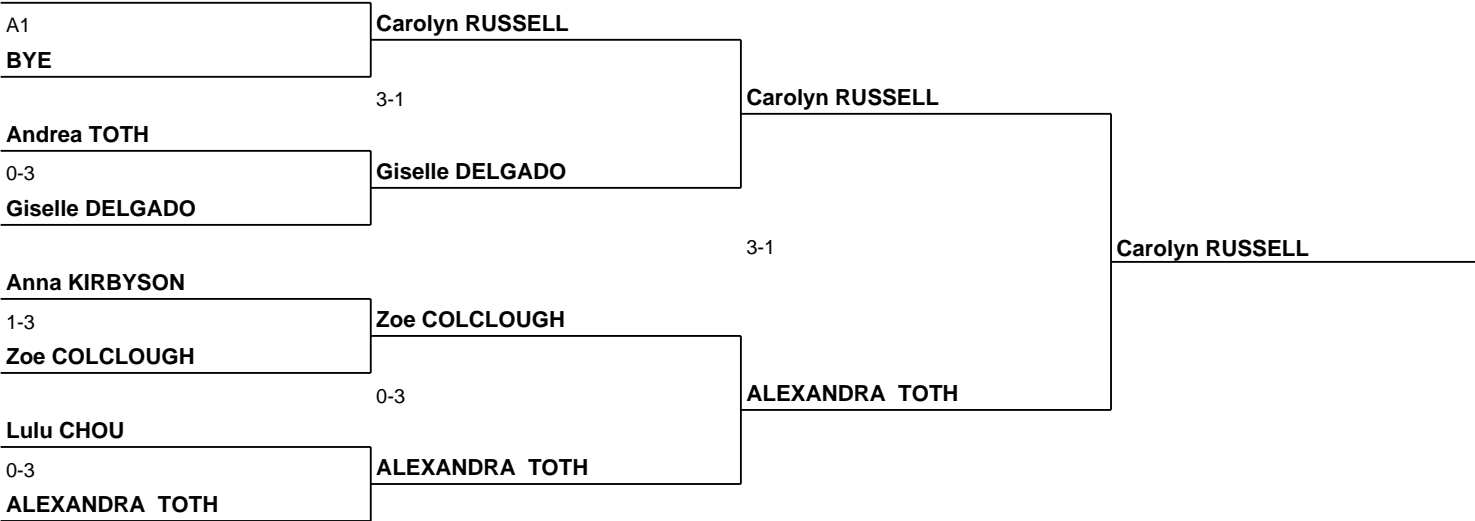 A1
BYE
Carolyn RUSSELL
3-1
Andrea TOTH
0-3
Giselle DELGADO
Giselle DELGADO
Carolyn RUSSELL
3-1
Carolyn RUSSELL
Anna KIRBYSON
1-3
Zoe COLCLOUGH
Zoe COLCLOUGH
0-3
Lulu CHOU
0-3
ALEXANDRA TOTH
ALEXANDRA TOTH
ALEXANDRA TOTH